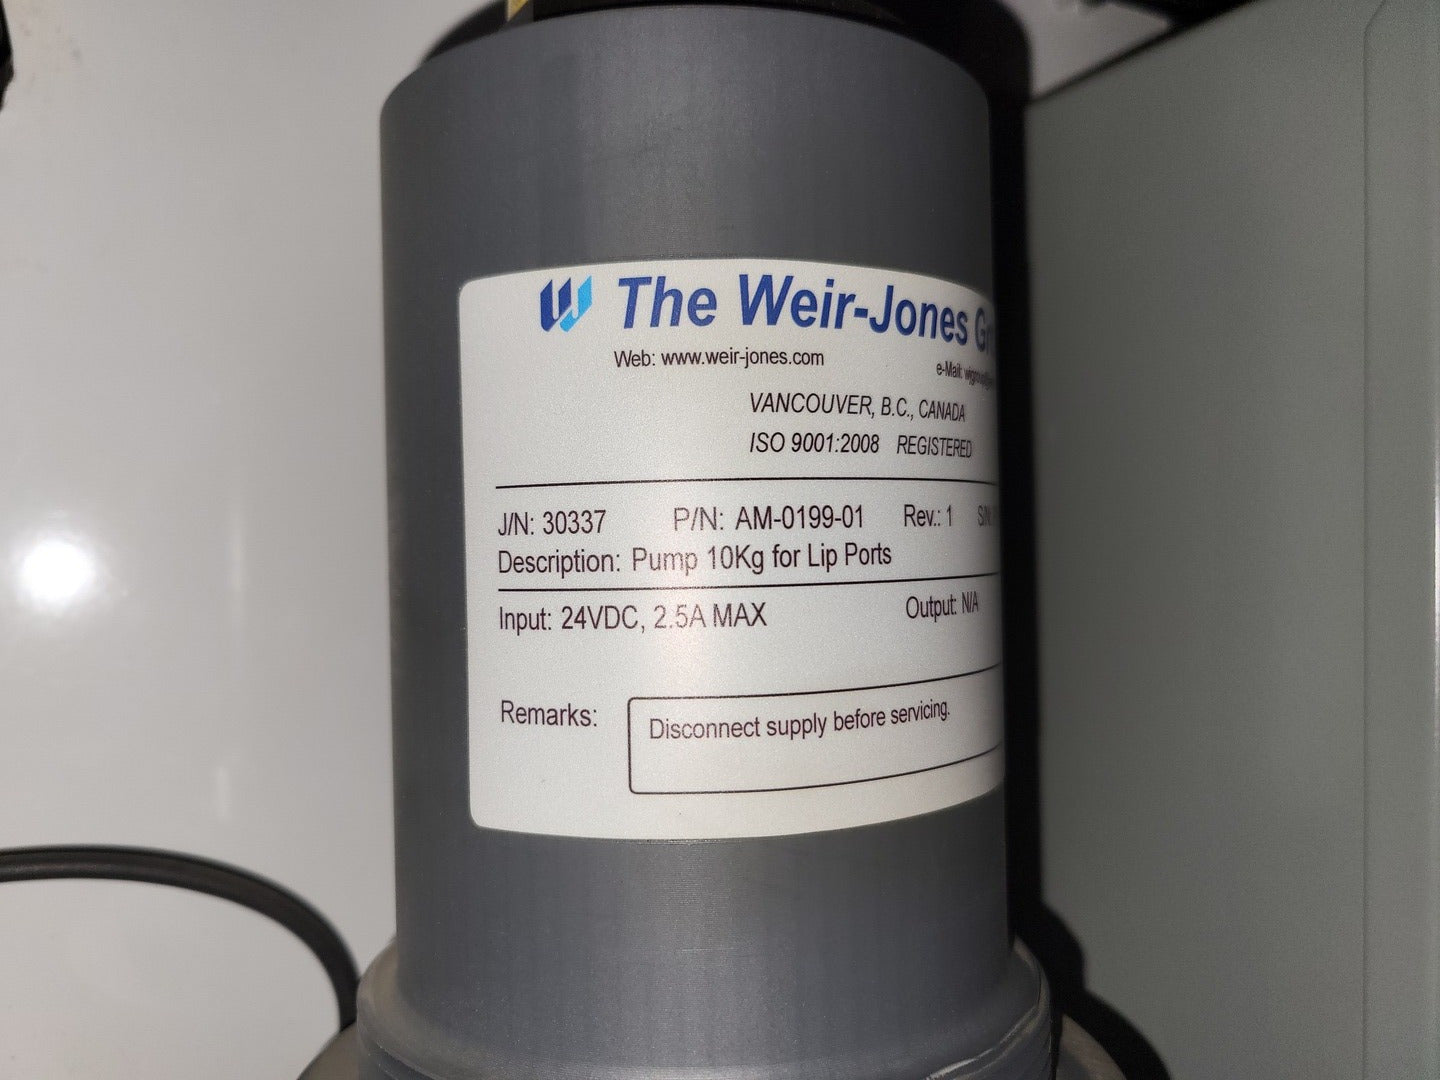 The Weir-Jones
Web: www.weir-jones.com e-Mail:
VANCOUVER, B.C., CANADA
ISO 9001:2008 REGISTERED
J/N: 30337 P/N: AM-0199-01 Rev.: 1 S/N:
Description: Pump 10Kg for Lip Ports
Input: 24VDC, 2.5A MAX Output: N/A
Remarks: Disconnect supply before servicing.